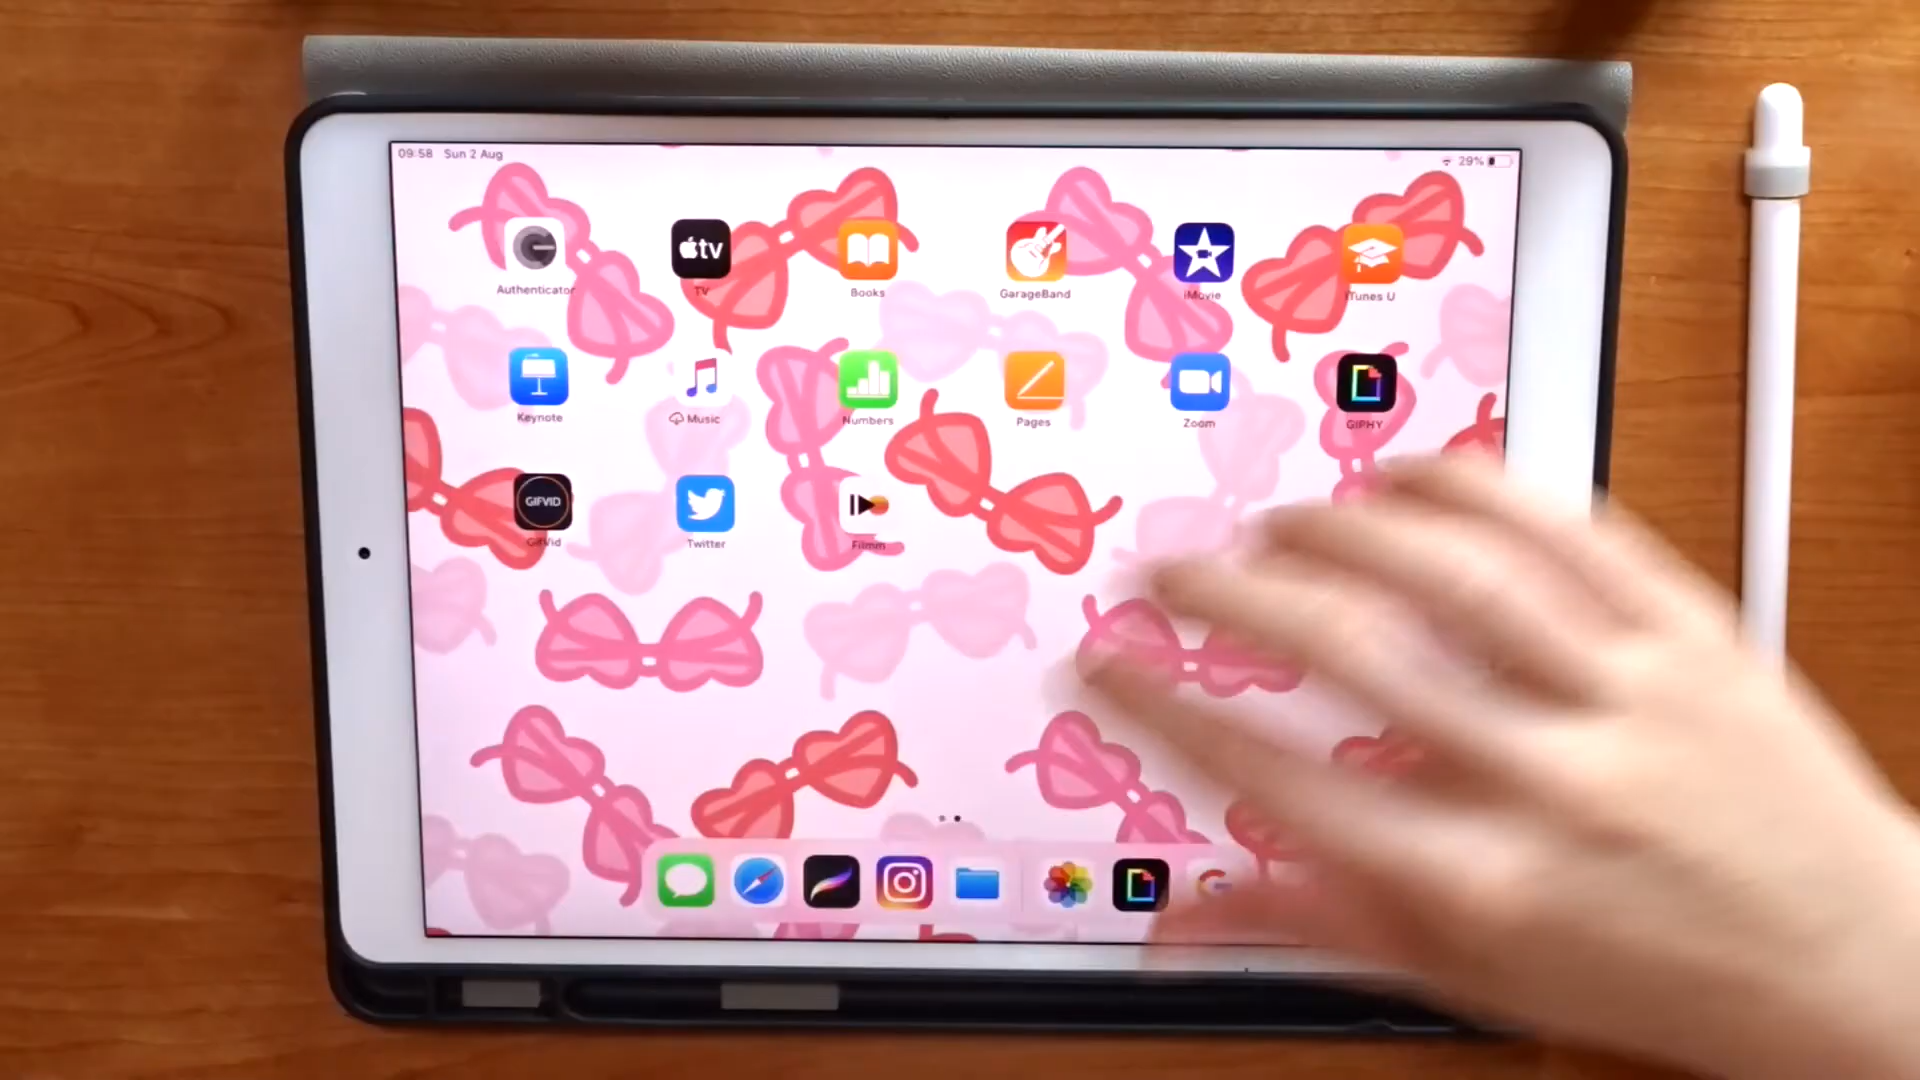 09:58 Sun 2 Aug
29%
tv
Authenticator
TV
Books
GarageBand
iMovie
iTunes U
Keynote
Music
Numbers
Pages
Zoom
GIPHY
GIFVID
GifVid
Twitter
Filmm